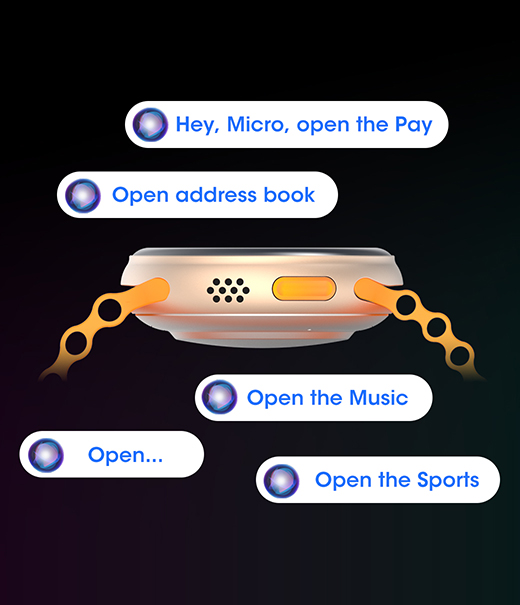 Hey, Micro, open the Pay
Open address book
Open the Music
Open...
Open the Sports